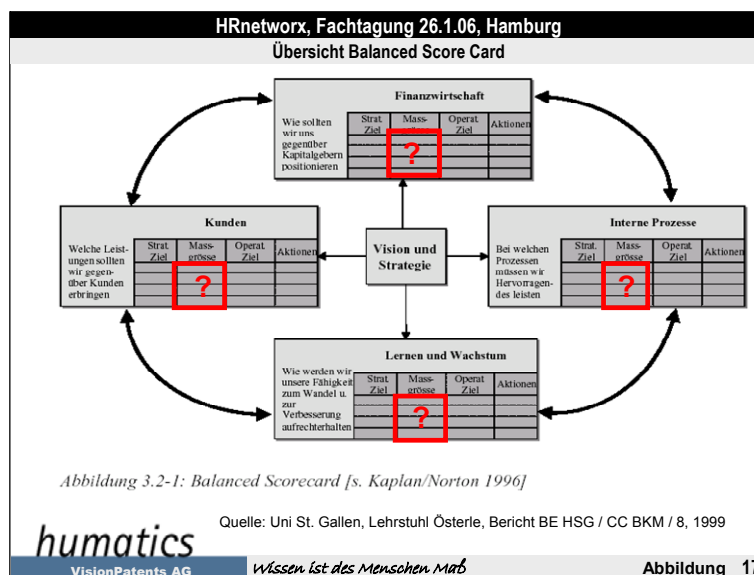 HRnetworx, Fachtagung 26.1.06, Hamburg
Übersicht Balanced Score Card
Finanzwirtschaft
Wie sollten
wir uns
gegenüber
Kapitalgebern
positionieren
Strat. Ziel
Mass-grösse
Operat. Ziel
Aktionen
?
Kunden
Welche Leist-
ungen sollten
wir gegen-
über Kunden
erbringen
Strat. Ziel
Mass-grösse
Operat. Ziel
Aktionen
?
Vision und
Strategie
Interne Prozesse
Bei welchen
Prozessen
müssen wir
Hervorragen-
des leisten
Strat. Ziel
Mass-grösse
Operat. Ziel
Aktionen
?
Lernen und Wachstum
Wie werden wir
unsere Fähigkeit
zum Wandel u.
zur
Verbesserung
aufrechterhalten
Strat. Ziel
Mass-grösse
Operat. Ziel
Aktionen
?
Abbildung 3.2-1: Balanced Scorecard [s. Kaplan/Norton 1996]
Quelle: Uni St. Gallen, Lehrstuhl Österle, Bericht BE HSG / CC BKM / 8, 1999
humatics
VisionPatents AG
Wissen ist des Menschen Maß
Abbildung 17